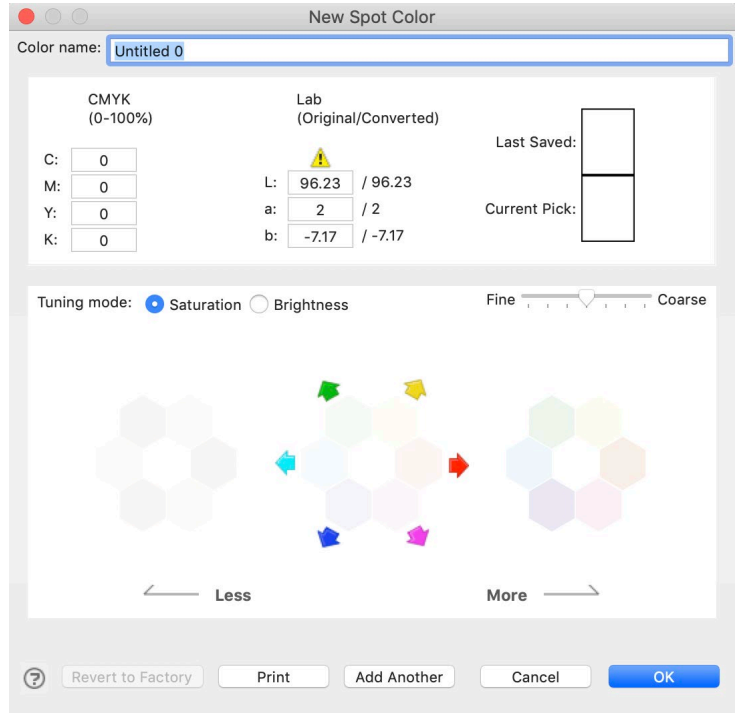 New Spot Color
Color name: Untitled 0
CMYK
(0-100%)
Lab
(Original/Converted)
Last Saved:
C: 0
M: 0
Y: 0
K: 0
L: 96.23 / 96.23
a: 2 / 2
b: -7.17 / -7.17
Current Pick:
Tuning mode: Saturation Brightness
Fine Coarse
Less
More
? Revert to Factory Print Add Another Cancel OK